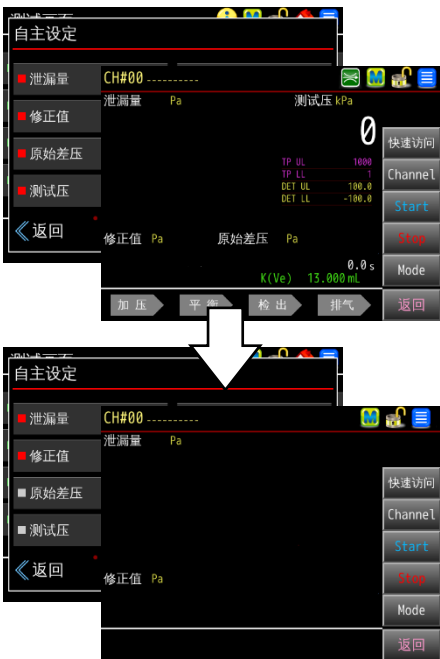 自主设定
泄漏量
修正值
原始差压
测试压
返回
CH#00 ----------
泄漏量 Pa 测试压 kPa
0
TP UL 1000
TP LL 1
DET UL 100.0
DET LL -100.0
修正值 Pa 原始差压 Pa
0.0 s
K(Ve) 13.000 mL
加 压 平 衡 检 出 排气
快速访问
Channel
Start
Stop
Mode
返回
自主设定
泄漏量
修正值
原始差压
测试压
返回
CH#00 ----------
泄漏量 Pa
修正值 Pa
快速访问
Channel
Start
Stop
Mode
返回